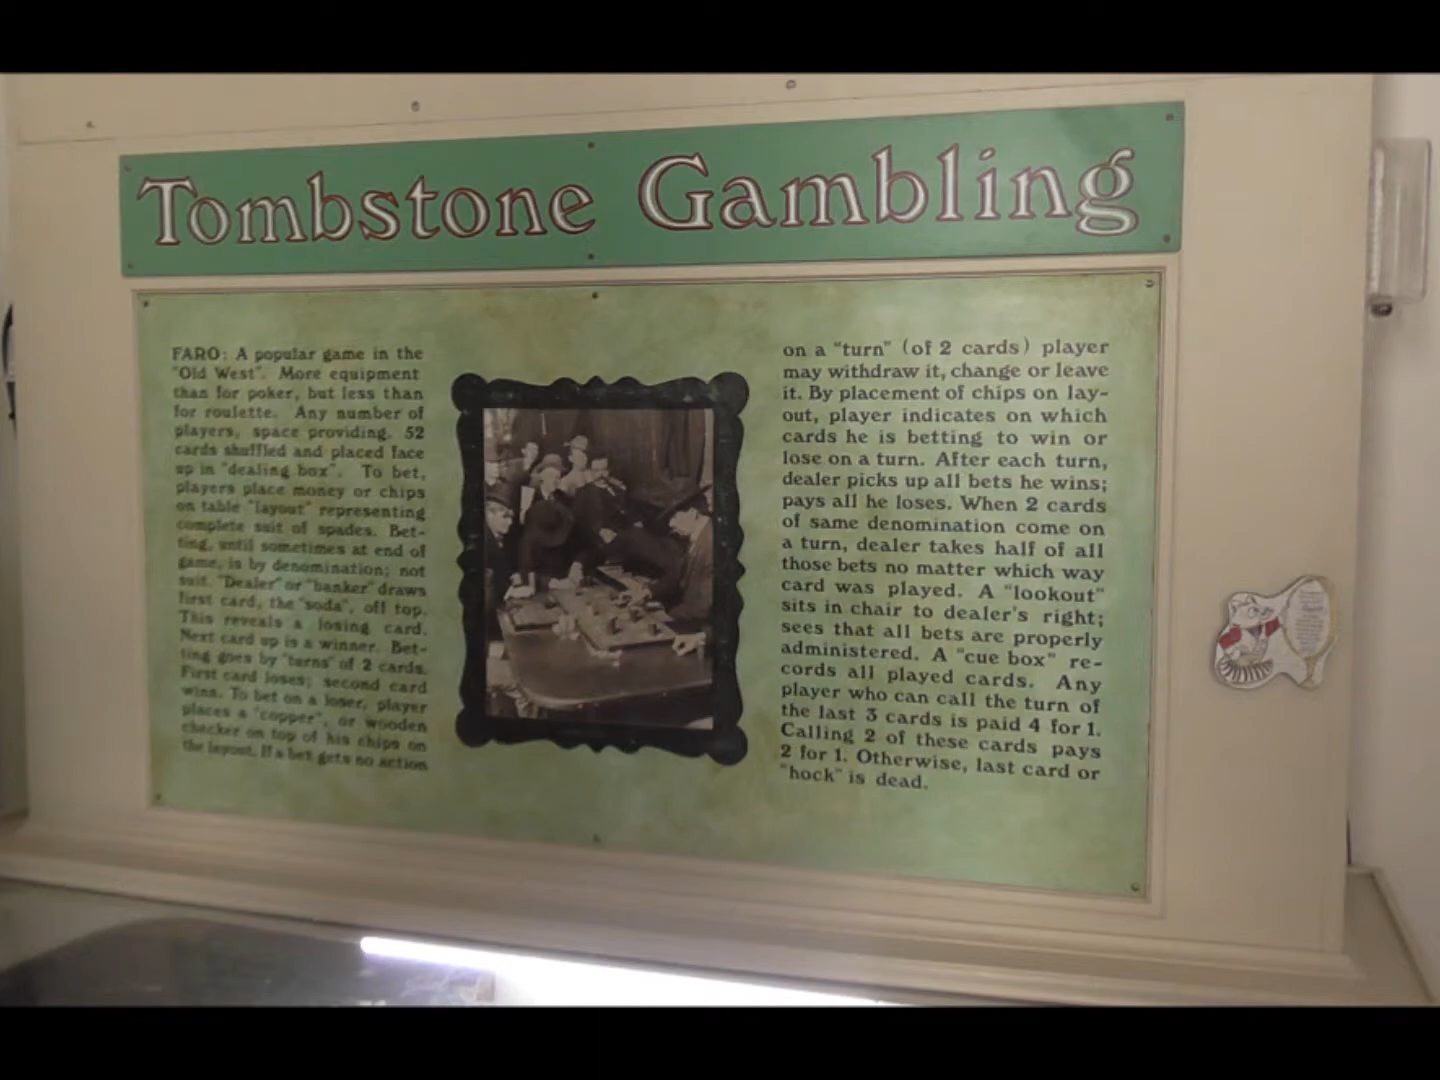 Tombstone Gambling
FARO: A popular game in the
"Old West". More equipment
than for poker, but less than
for roulette. Any number of
players, space providing. 52
cards shuffled and placed face
up in "dealing box". To bet,
players place money or chips
on table "layout" representing
complete suit of spades. Bet-
ting, until sometimes at end of
game, is by denomination; not
suit. "Dealer" or "banker" draws
first card, the "soda", off top.
This reveals a losing card.
Next card up is a winner. Bet-
ting goes by "turns" of 2 cards.
First card loses; second card
wins. To bet on a loser, player
places a "copper", or wooden
checker on top of his chips on
the layout. If a bet gets no action
on a "turn" (of 2 cards) player
may withdraw it, change or leave
it. By placement of chips on lay-
out, player indicates on which
cards he is betting to win or
lose on a turn. After each turn,
dealer picks up all bets he wins;
pays all he loses. When 2 cards
of same denomination come on
a turn, dealer takes half of all
those bets no matter which way
card was played. A "lookout"
sits in chair to dealer's right;
sees that all bets are properly
administered. A "cue box" re-
cords all played cards. Any
player who can call the turn of
the last 3 cards is paid 4 for 1.
Calling 2 of these cards pays
2 for 1. Otherwise, last card or
"hock" is dead.